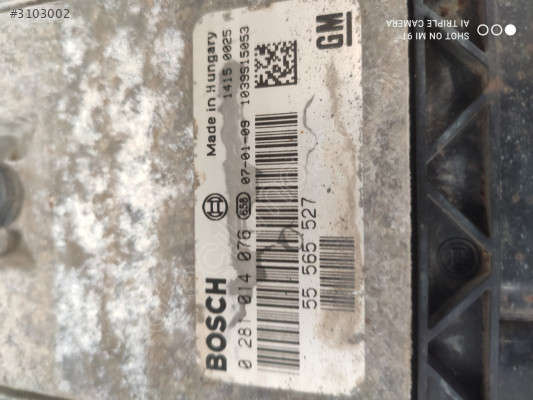 #3103002
SHOT ON MI 9T
AI TRIPLE CAMERA
BOSCH
Made in Hungary
1415 0025
0 281 014 076 658 07-01-09 1039S15053
55 565 527
GM